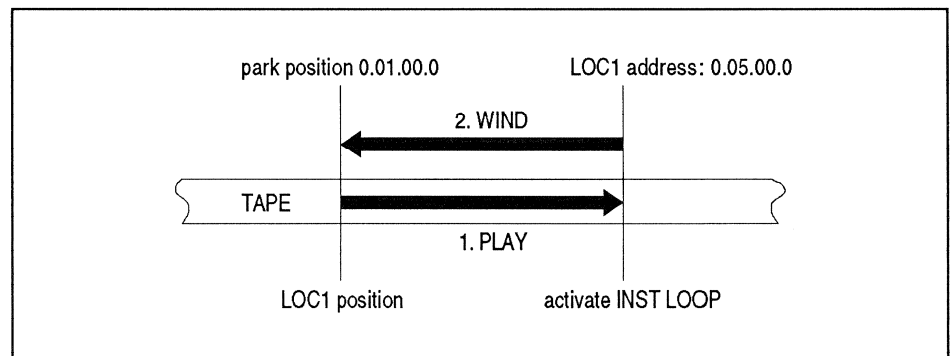 park position 0.01.00.0
LOC1 address: 0.05.00.0
2. WIND
TAPE
1. PLAY
LOC1 position
activate INST LOOP